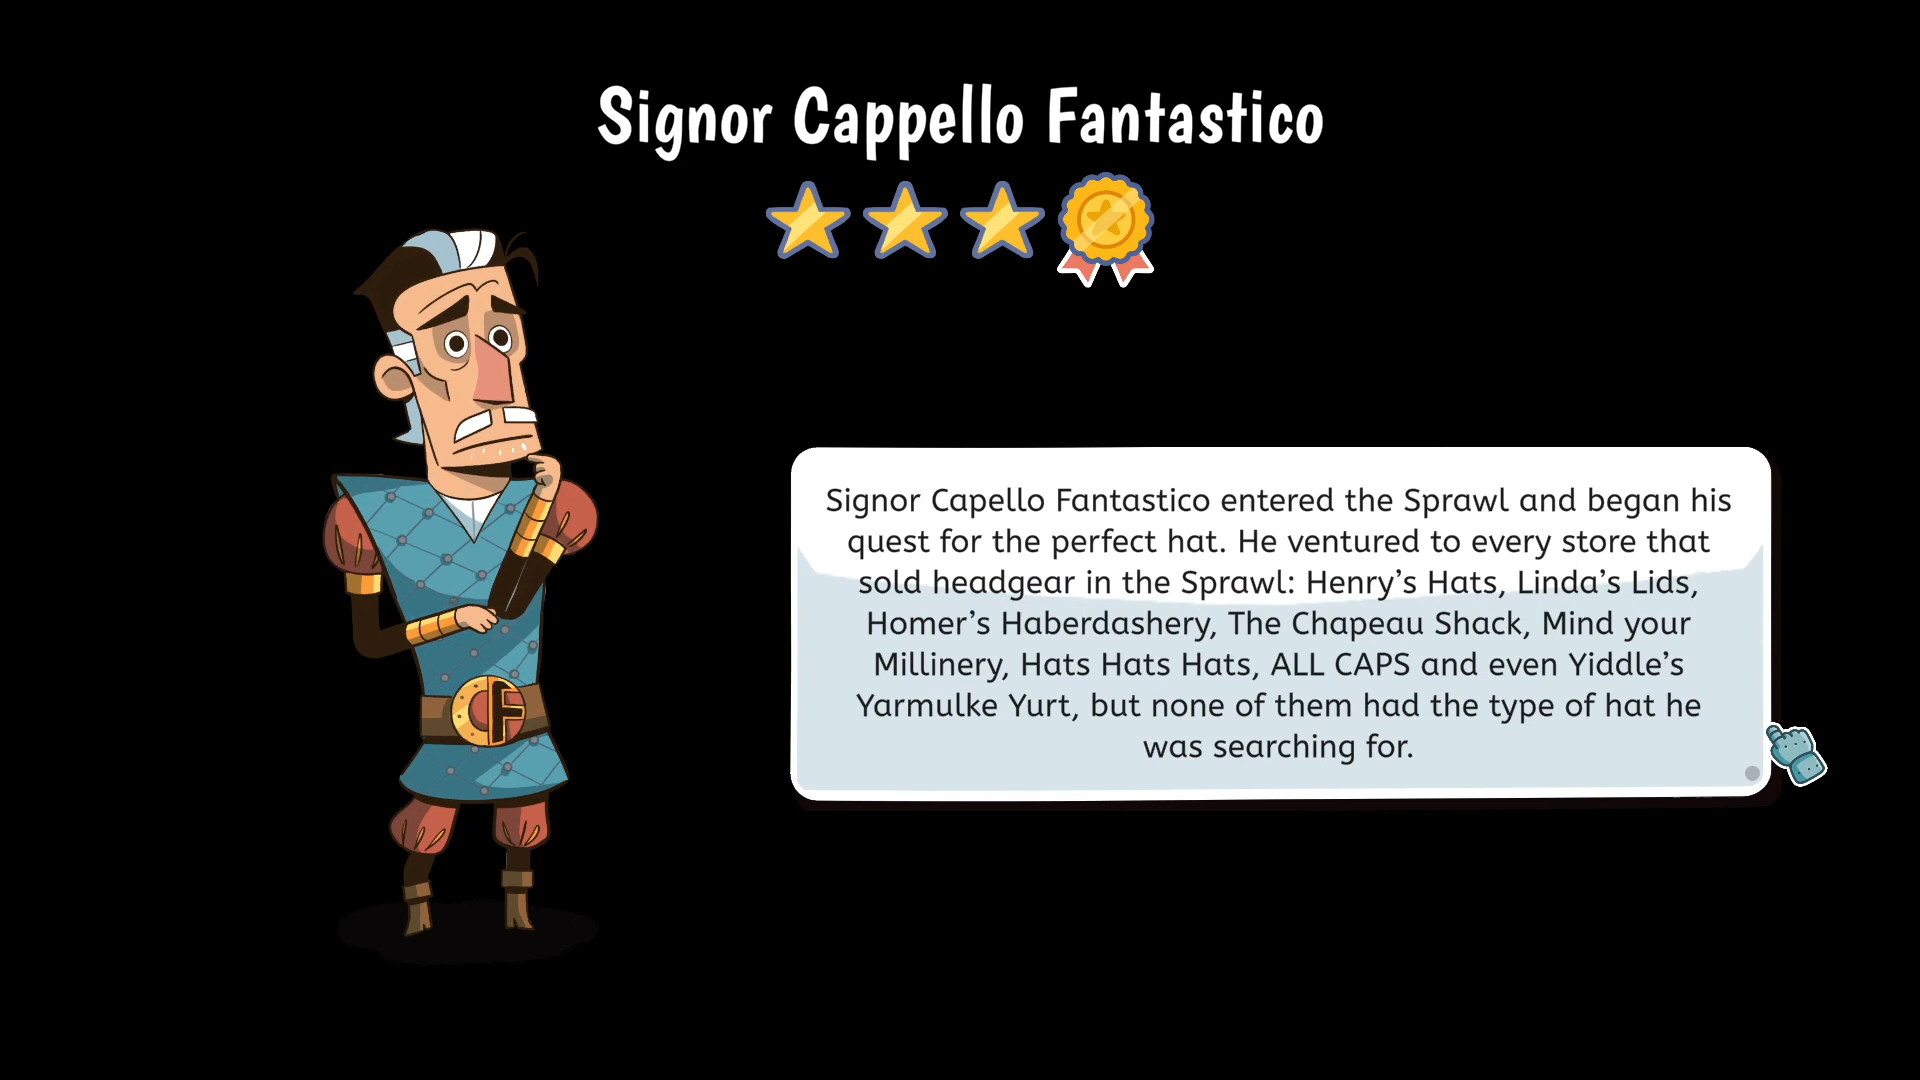 Signor Cappello Fantastico
Signor Capello Fantastico entered the Sprawl and began his
quest for the perfect hat. He ventured to every store that
sold headgear in the Sprawl: Henry’s Hats, Linda’s Lids,
Homer’s Haberdashery, The Chapeau Shack, Mind your
Millinery, Hats Hats Hats, ALL CAPS and even Yiddle’s
Yarmulke Yurt, but none of them had the type of hat he
was searching for.
CF